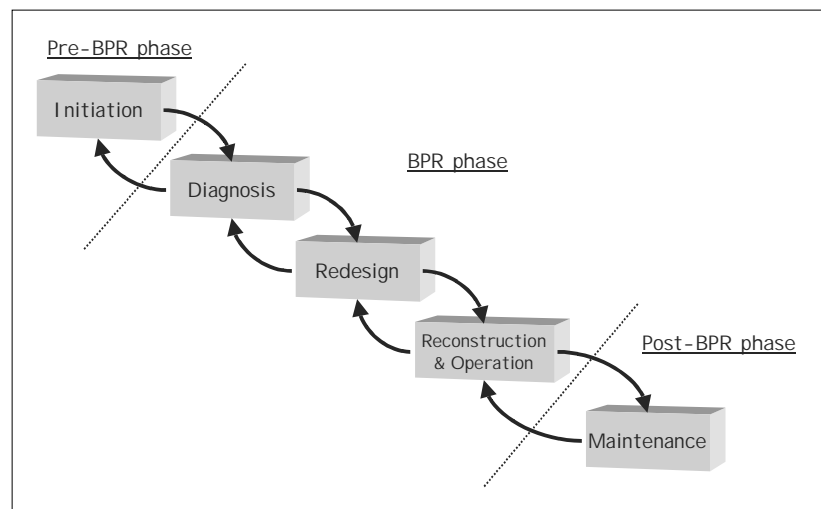 Pre-BPR phase
Initiation
BPR phase
Diagnosis
Redesign
Reconstruction
& Operation
Post-BPR phase
Maintenance